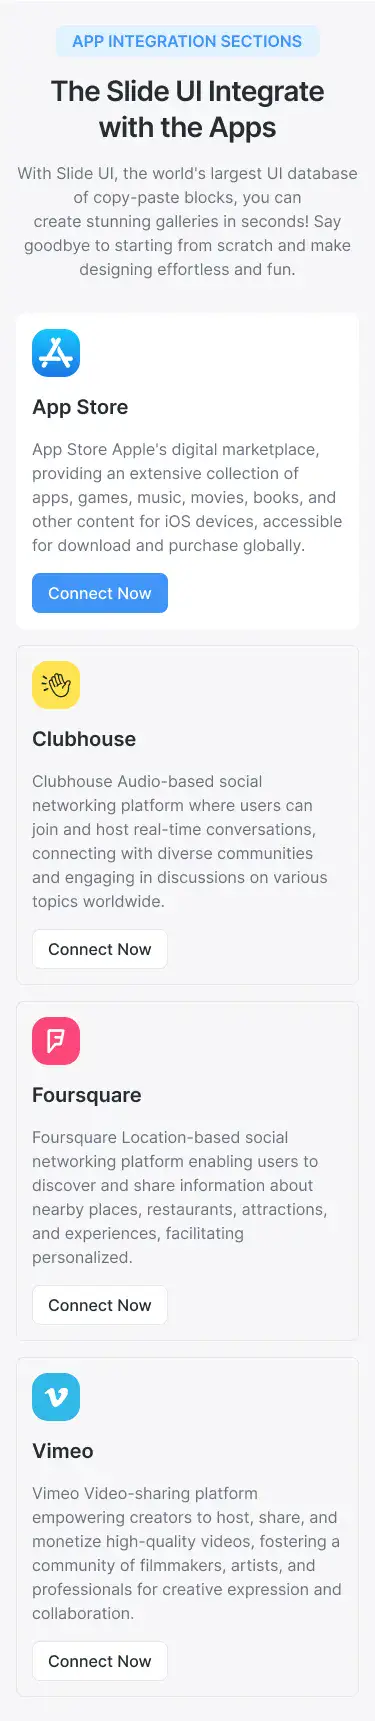 APP INTEGRATION SECTIONS
The Slide UI Integrate
with the Apps
With Slide UI, the world's largest UI database
of copy-paste blocks, you can
create stunning galleries in seconds! Say
goodbye to starting from scratch and make
designing effortless and fun.
App Store
App Store Apple's digital marketplace,
providing an extensive collection of
apps, games, music, movies, books, and
other content for iOS devices, accessible
for download and purchase globally.
Connect Now
Clubhouse
Clubhouse Audio-based social
networking platform where users can
join and host real-time conversations,
connecting with diverse communities
and engaging in discussions on various
topics worldwide.
Connect Now
Foursquare
Foursquare Location-based social
networking platform enabling users to
discover and share information about
nearby places, restaurants, attractions,
and experiences, facilitating
personalized.
Connect Now
Vimeo
Vimeo Video-sharing platform
empowering creators to host, share, and
monetize high-quality videos, fostering a
community of filmmakers, artists, and
professionals for creative expression and
collaboration.
Connect Now